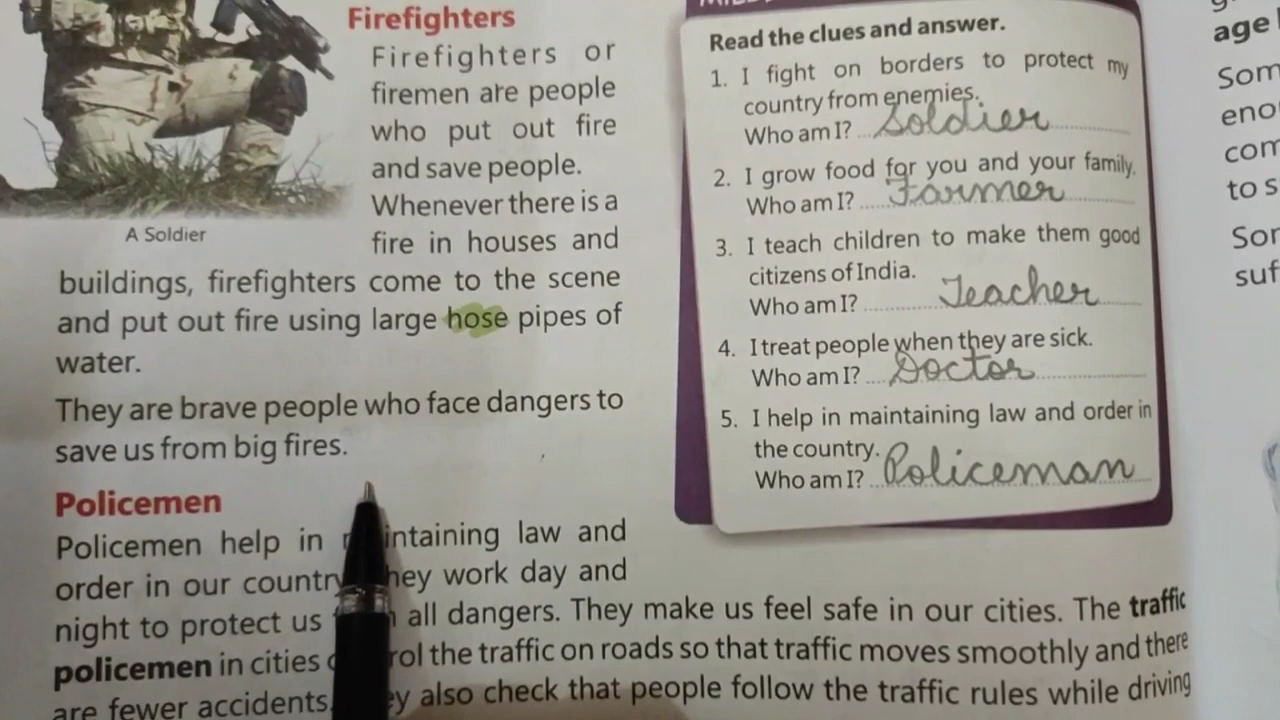 Firefighters
Firefighters or
firemen are people
who put out fire
and save people.
Whenever there is a
fire in houses and
A Soldier
buildings, firefighters come to the scene
and put out fire using large hose pipes of
water.
They are brave people who face dangers to
save us from big fires.
Policemen
Policemen help in law and
order in our country work day and
night to protect us all dangers. They make us feel safe in our cities. The traffic
policemen in cities the traffic on roads so that traffic moves smoothly and there
are fewer accidents. also check that people follow the traffic rules while driving
Read the clues and answer.
1. I fight on borders to protect my
country from enemies.
Who am I? Soldier
2. I grow food for you and your family.
Who am I? Farmer
3. I teach children to make them good
citizens of India.
Who am I? Teacher
4. I treat people when they are sick.
Who am I? Doctor
5. I help in maintaining law and order in
the country.
Who am I? Policeman
age
Som
eno
com
to s
Sor
suf